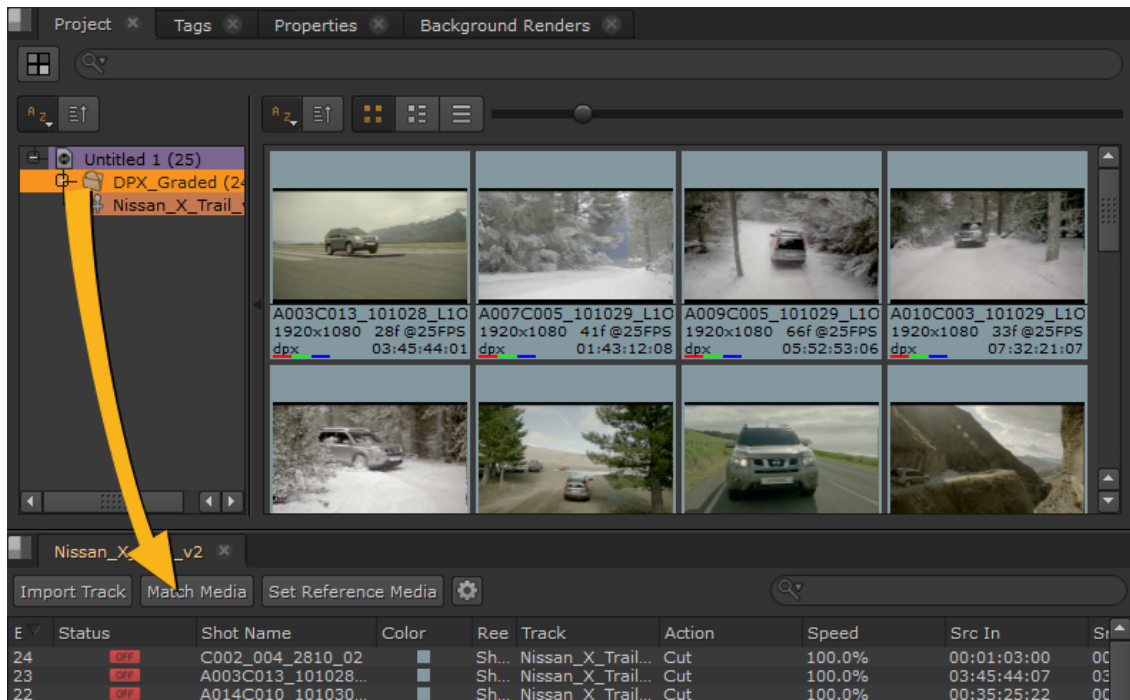 Project Tags Properties Background Renders
Untitled 1 (25)
DPX_Graded (24
Nissan_X_Trail_
A003C013_101028_L1O
1920x1080 28f@25FPS
dpx 03:45:44:01
A007C005_101029_L1O
1920x1080 41f@25FPS
dpx 01:43:12:08
A009C005_101029_L1O
1920x1080 66f@25FPS
dpx 05:52:53:06
A010C003_101029_L1O
1920x1080 33f@25FPS
dpx 07:32:21:07
Nissan_X_ _v2
Import Track Match Media Set Reference Media
E Status Shot Name Color Ree Track Action Speed Src In
24 OFF C002_004_2810_02 Sh... Nissan_X_Trail... Cut 100.0% 00:01:03:00 00
23 OFF A003C013_101028... Sh... Nissan_X_Trail... Cut 100.0% 03:45:44:07 03
22 OFF A014C010_101030... Sh... Nissan_X_Trail... Cut 100.0% 00:35:25:22